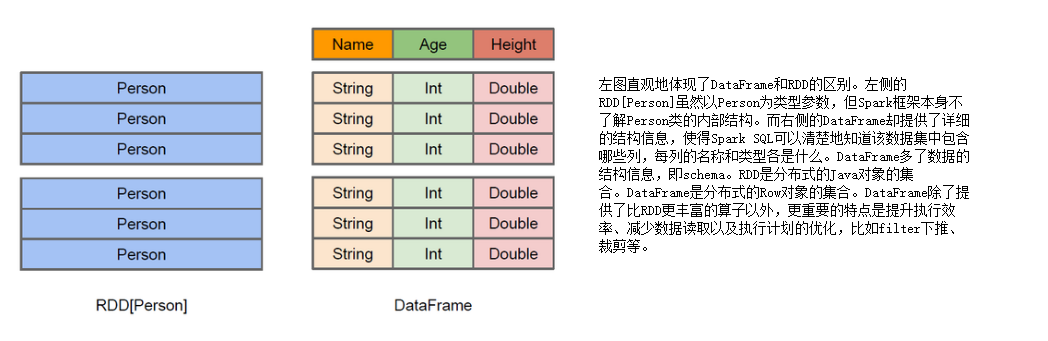 Name Age Height
Person
Person
Person
Person
Person
Person
RDD[Person]
String Int Double
String Int Double
String Int Double
String Int Double
String Int Double
String Int Double
DataFrame
左图直观地体现了DataFrame和RDD的区别。左侧的
RDD[Person]虽然以Person为类型参数，但Spark框架本身不
了解Person类的内部结构。而右侧的DataFrame却提供了详细
的结构信息，使得Spark SQL可以清楚地知道该数据集中包含
哪些列，每列的名称和类型各是什么。DataFrame多了数据的
结构信息，即schema。RDD是分布式的Java对象的集
合。DataFrame是分布式的Row对象的集合。DataFrame除了提
供了比RDD更丰富的算子以外，更重要的特点是提升执行效
率、减少数据读取以及执行计划的优化，比如filter下推、
裁剪等。